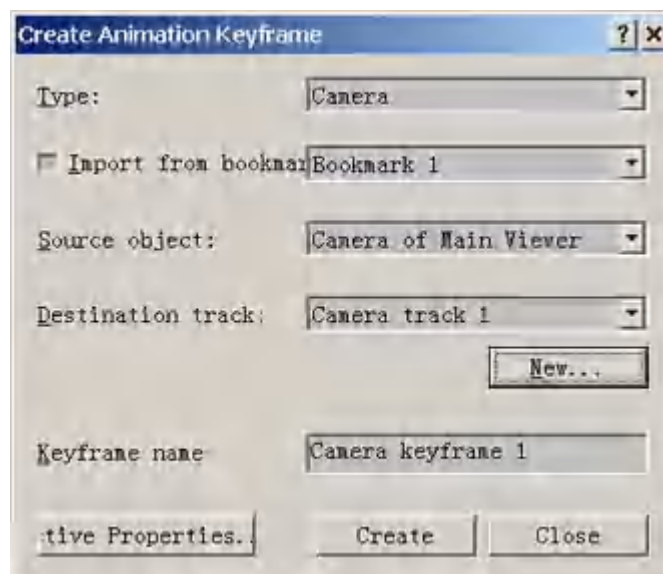 Create Animation Keyframe
Type: Camera
Import from bookmar Bookmark 1
Source object: Camera of Main Viewer
Destination track: Camera track 1
New...
Keyframe name Camera keyframe 1
tive Properties.. Create Close